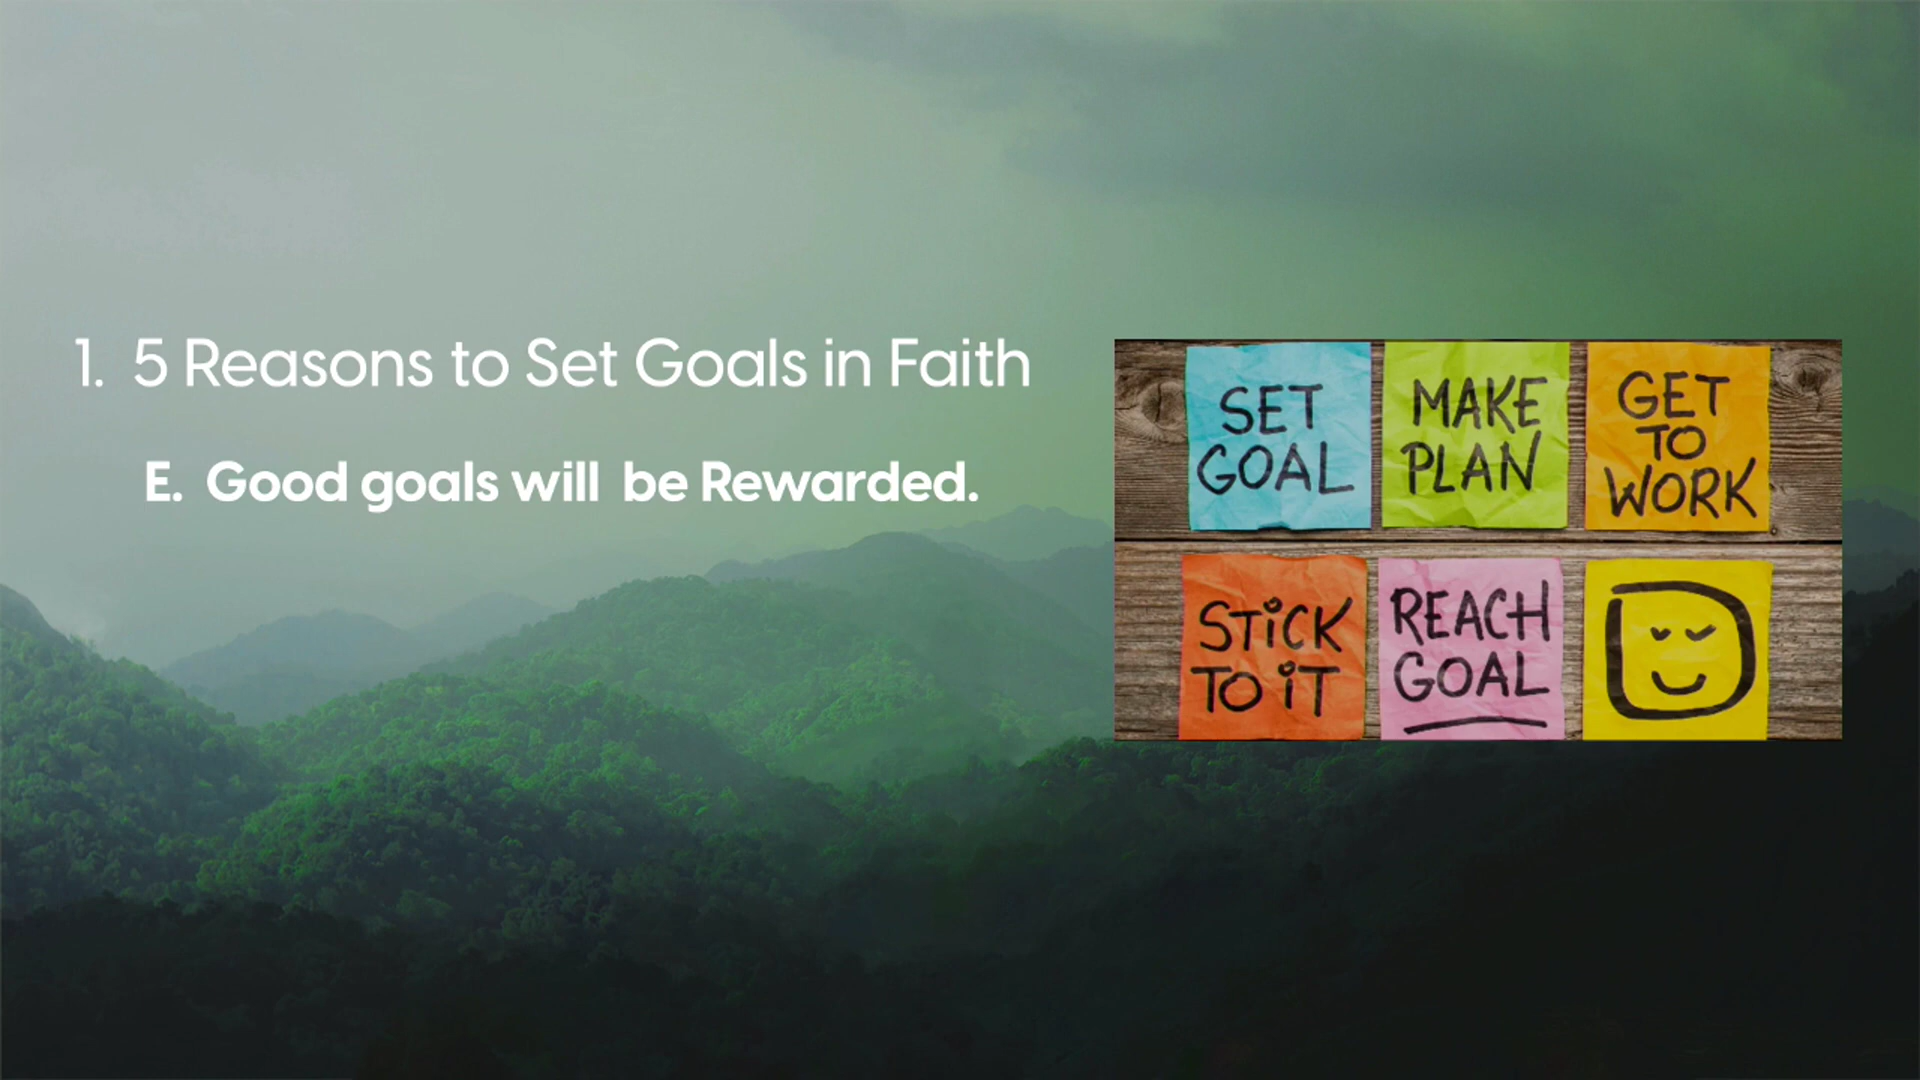 1. 5 Reasons to Set Goals in Faith
E. Good goals will be Rewarded.
SET
GOAL
MAKE
PLAN
GET
TO
WORK
STiCK
TO iT
REACH
GOAL